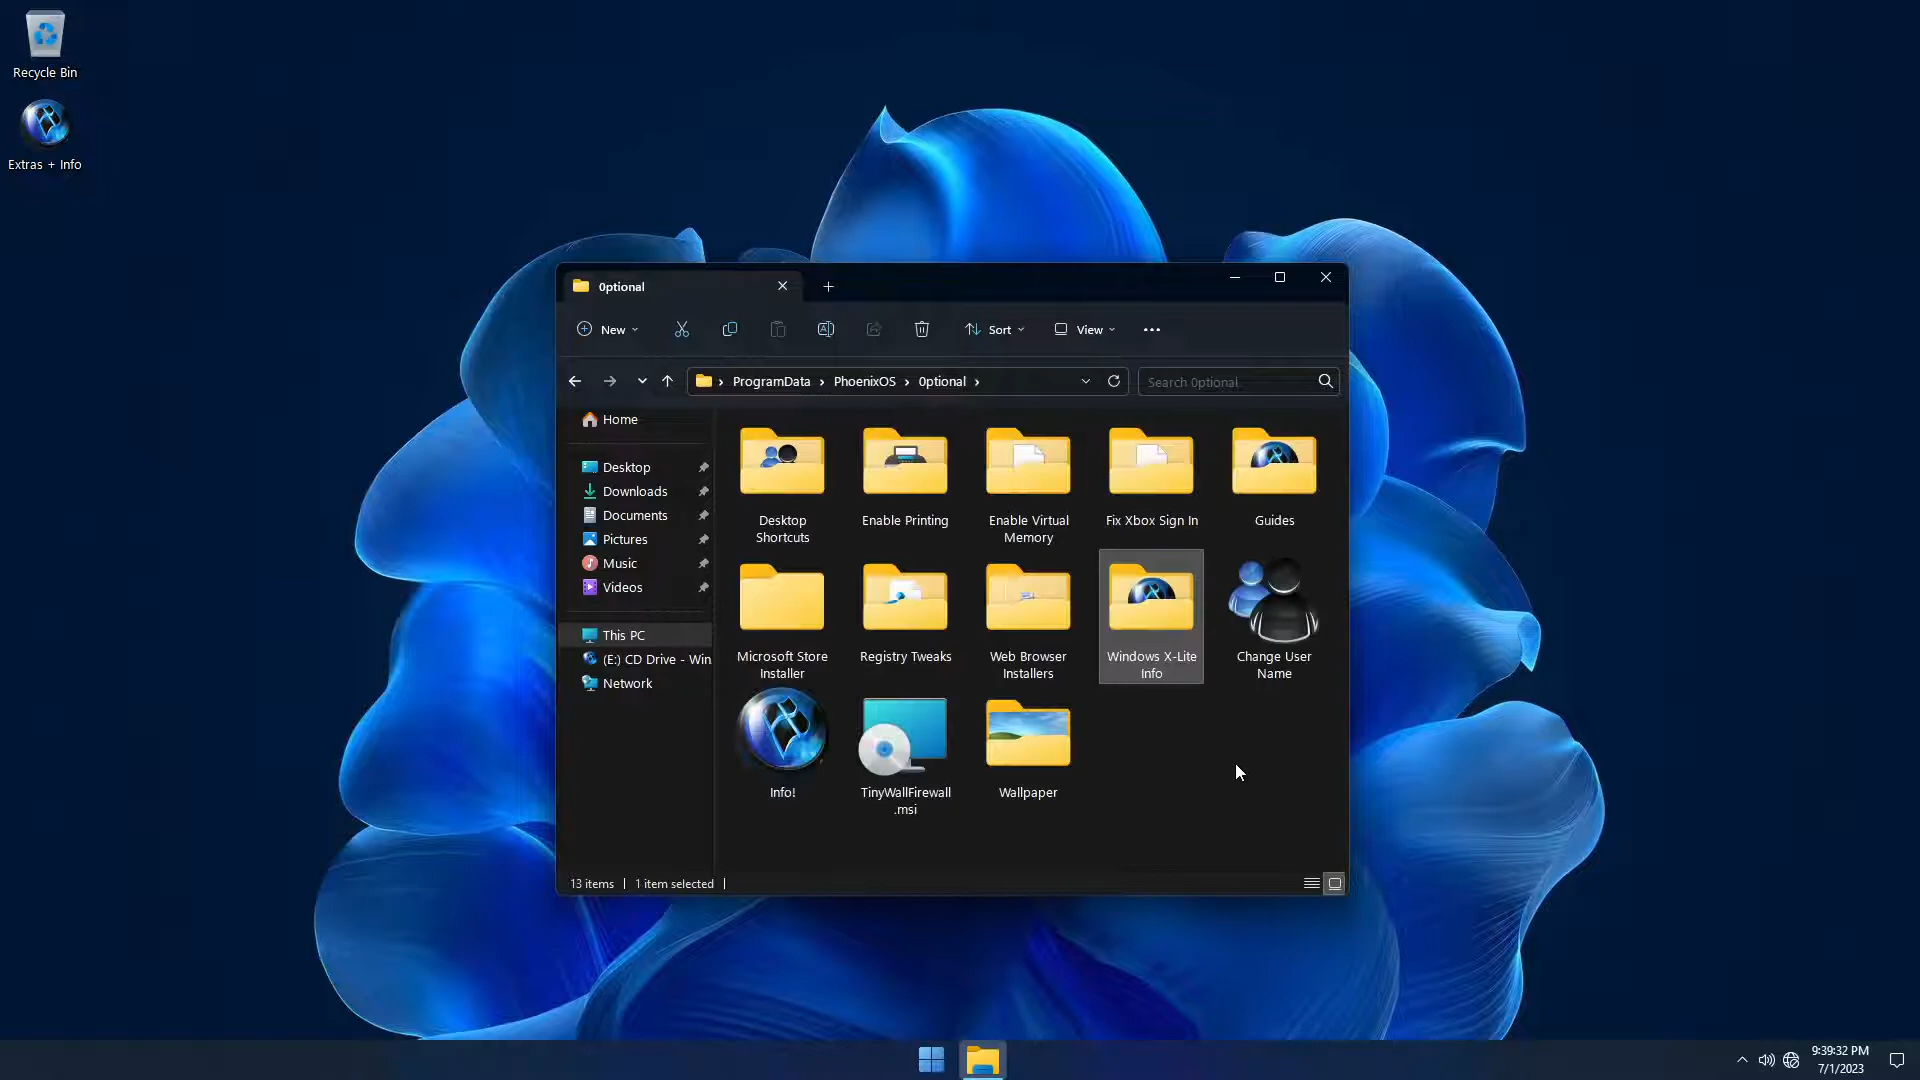 Recycle Bin
Extras + Info
0ptional
New
Sort
View
ProgramData
PhoenixOS
0ptional
Search 0ptional
Home
Desktop
Downloads
Documents
Pictures
Music
Videos
This PC
(E:) CD Drive - Win
Network
Desktop
Shortcuts
Enable Printing
Enable Virtual
Memory
Fix Xbox Sign In
Guides
Microsoft Store
Installer
Registry Tweaks
Web Browser
Installers
Windows X-Lite
Info
Change User
Name
Info!
TinyWallFirewall
.msi
Wallpaper
13 items
1 item selected
9:39:32 PM
7/1/2023